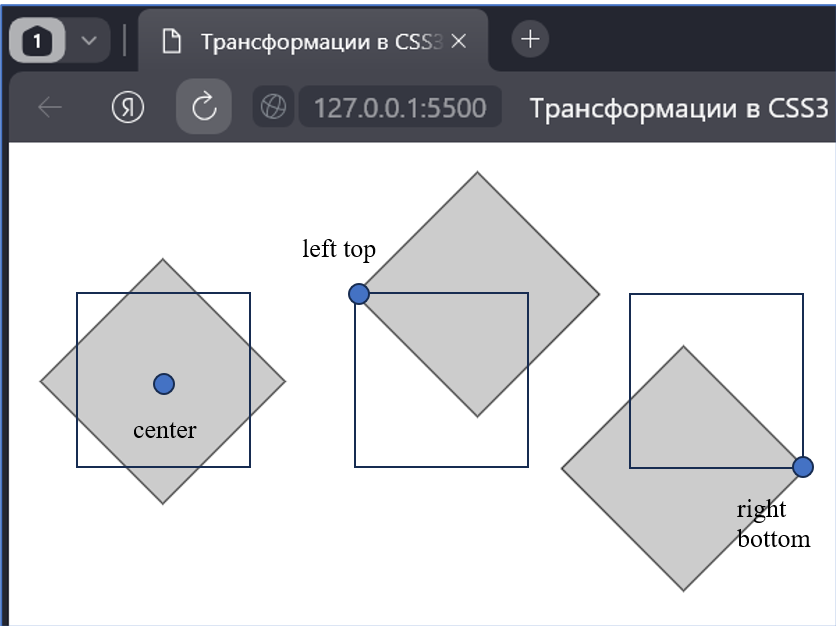 1
Трансформации в CSS3
Я
127.0.0.1:5500
Трансформации в CSS3
left top
center
right
bottom